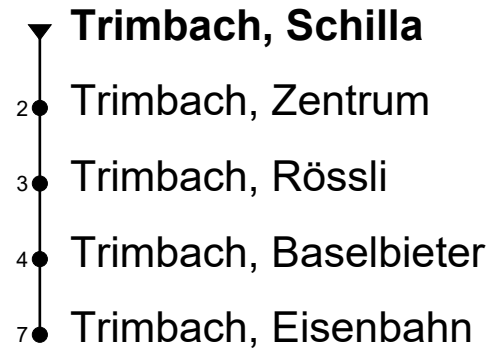 Trimbach, Schilla
2 Trimbach, Zentrum
3 Trimbach, Rössli
4 Trimbach, Baselbieter
7 Trimbach, Eisenbahn